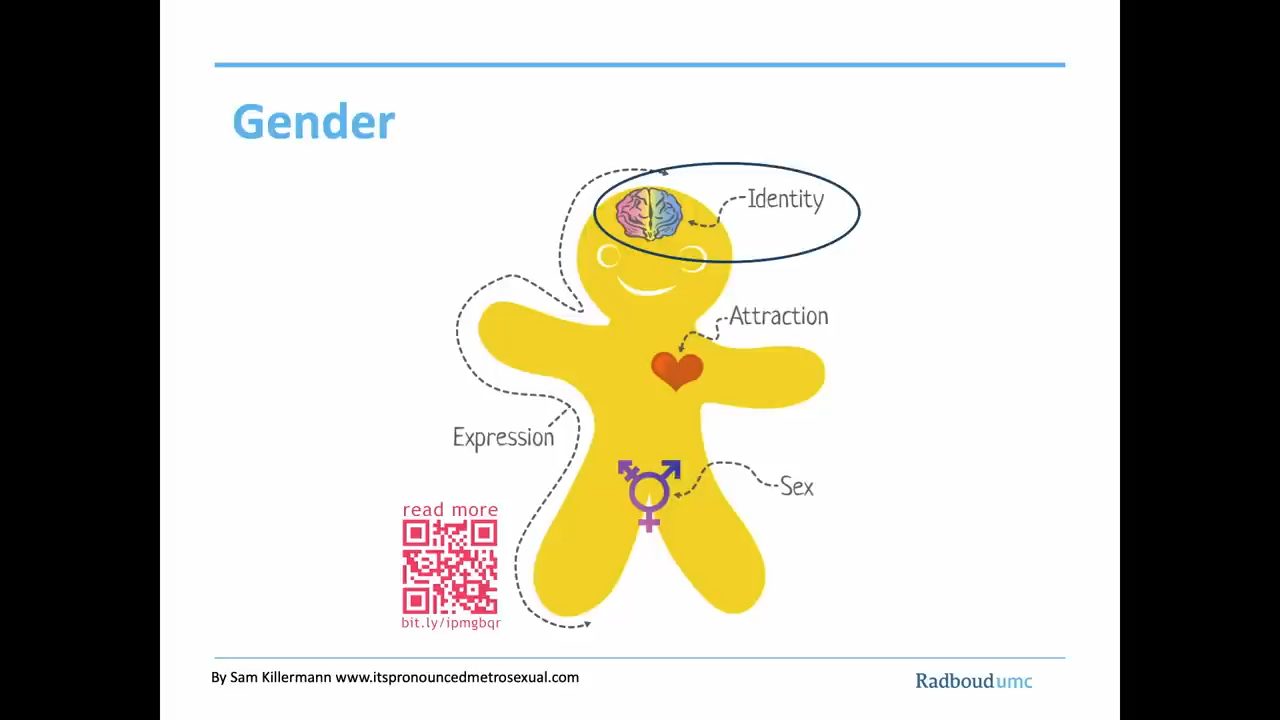 Gender
Identity
Attraction
Expression
Sex
read more
bit.ly/ipmgbqr
By Sam Killermann www.itspronouncedmetrosexual.com
Radboudumc